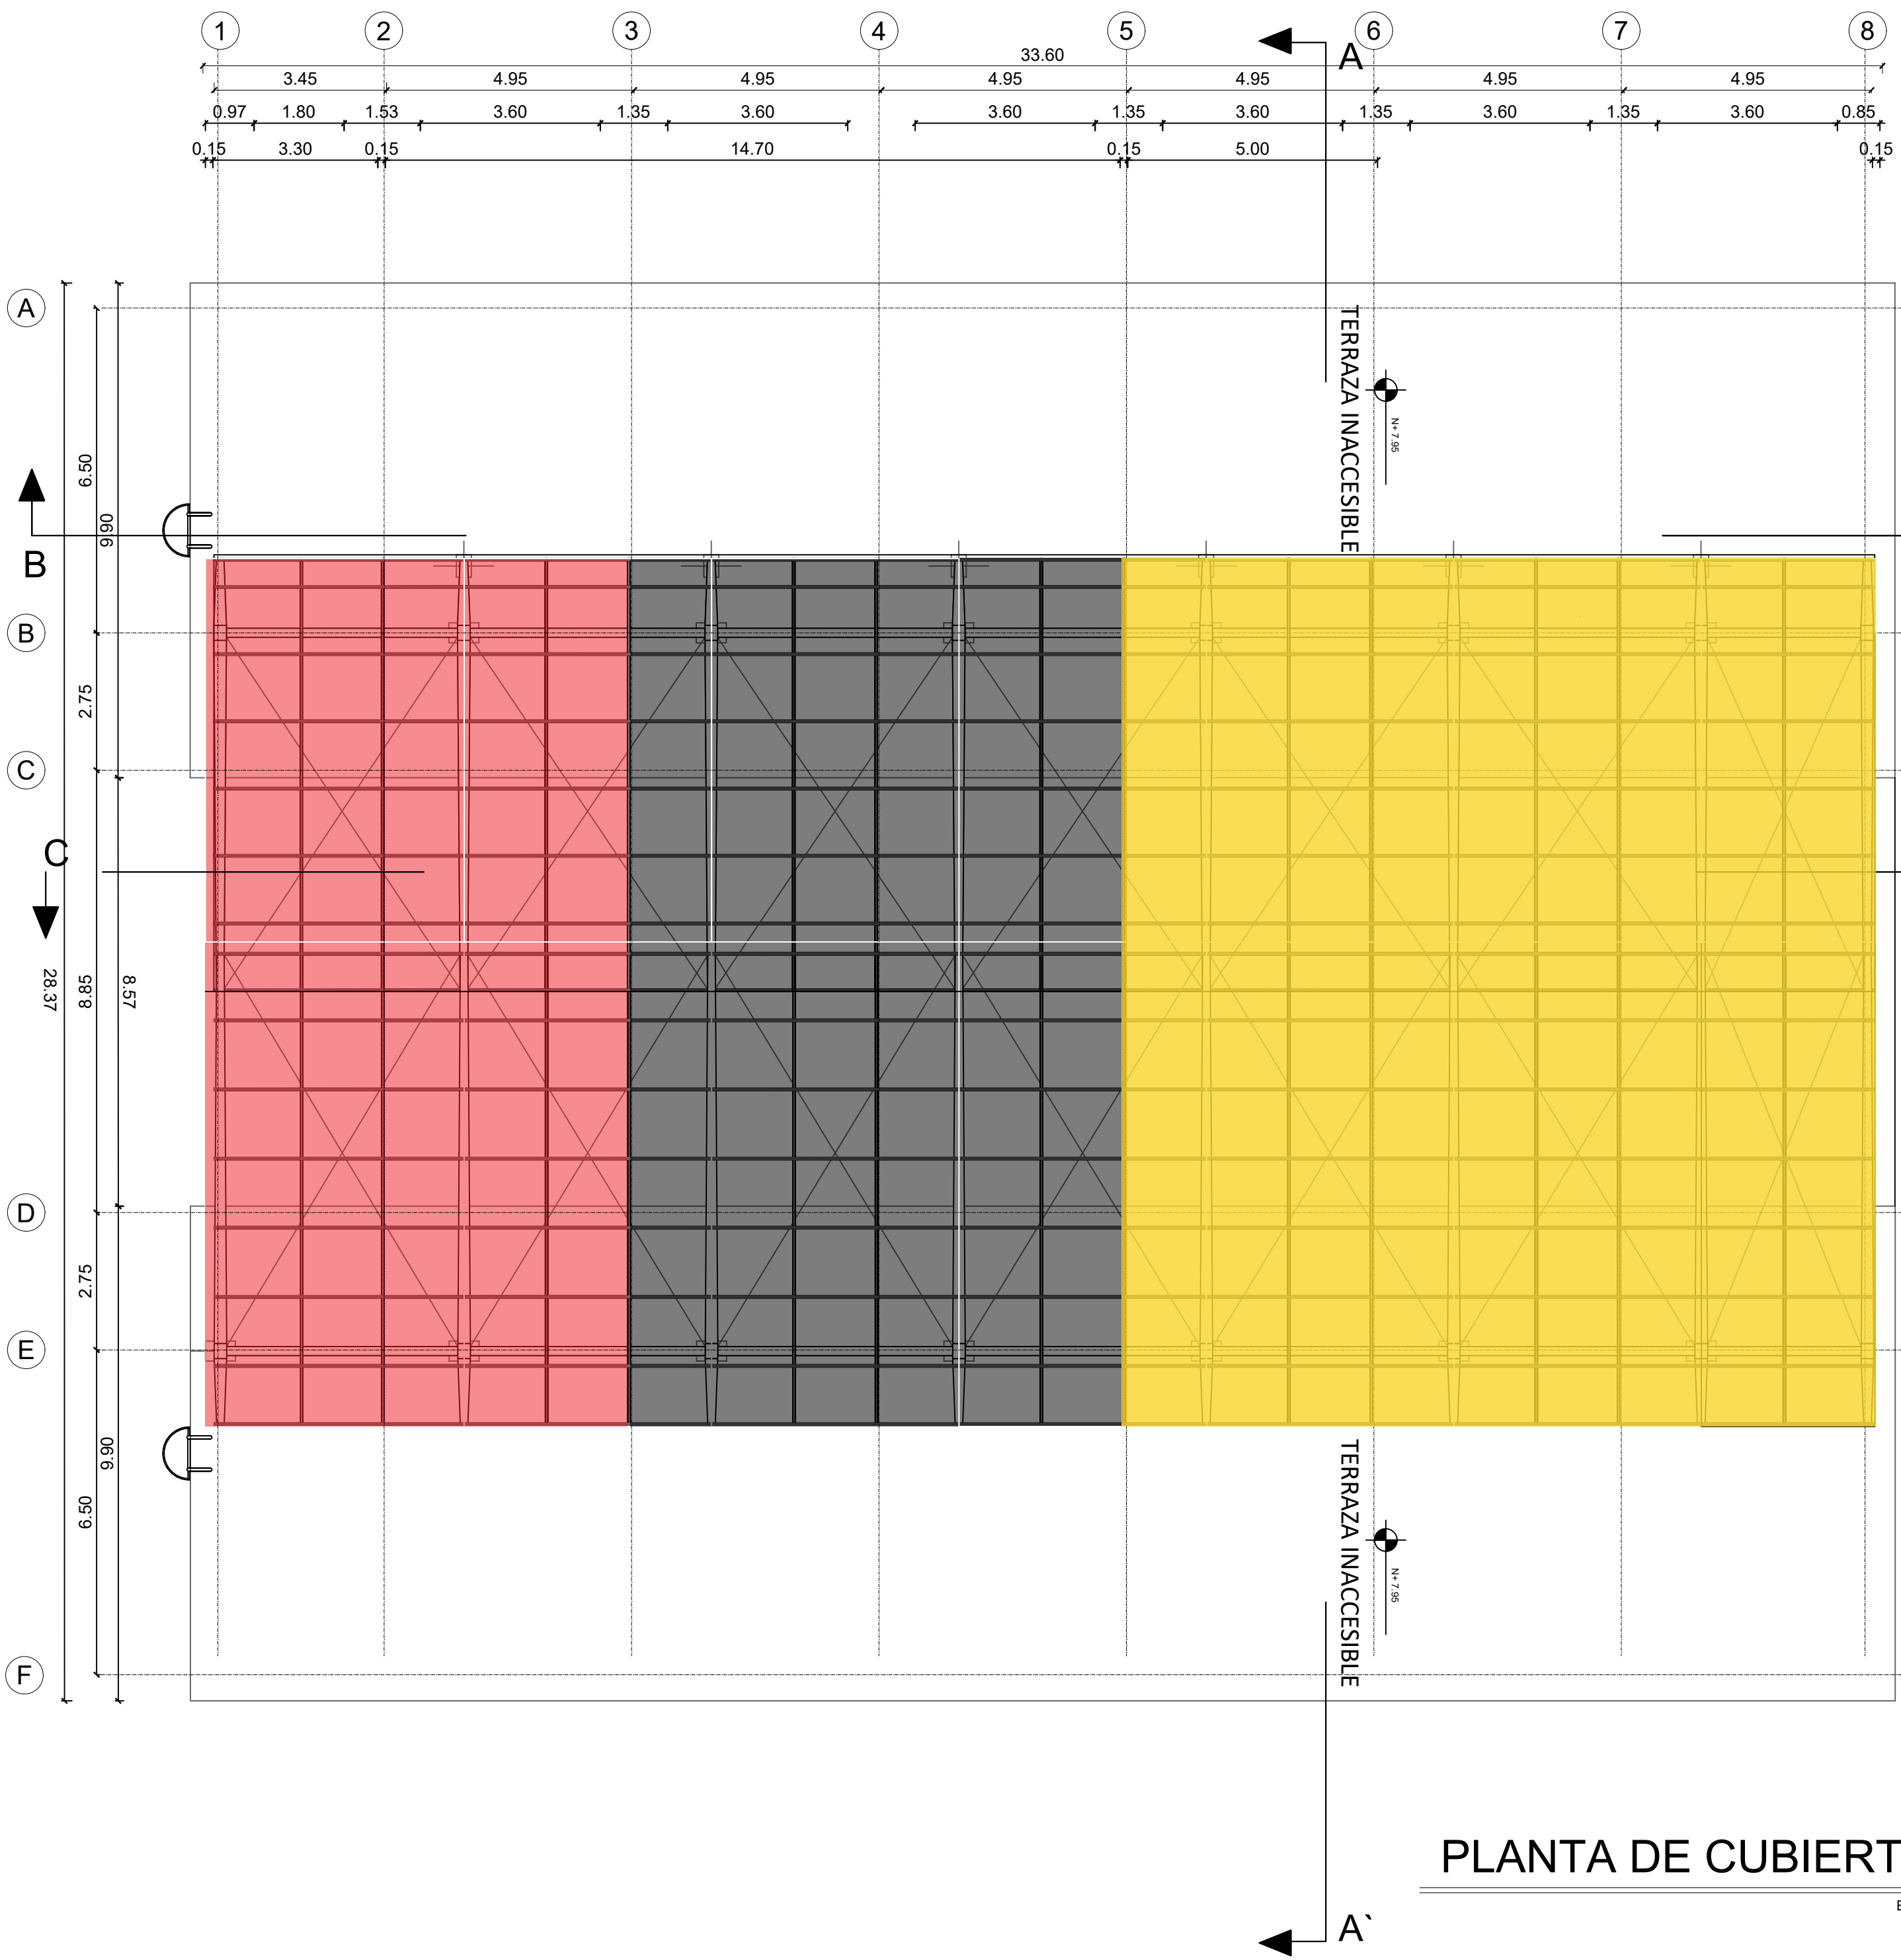 1 2 3 4 5 6 7 8
33.60
3.45 4.95 4.95 4.95 4.95 4.95 4.95
0.97 1.80 1.53 3.60 1.35 3.60 3.60 1.35 3.60 1.35 3.60 1.35 3.60 0.85
0.15 3.30 0.15 14.70 0.15 5.00 0.15
A
A
B
C
D
E
F
6.50
2.75
8.85
2.75
6.50
9.90
8.57
9.90
28.37
B
C
TERRAZA INACCESIBLE
N+ 7.95
TERRAZA INACCESIBLE
N+ 7.95
A`
PLANTA DE CUBIERT
E